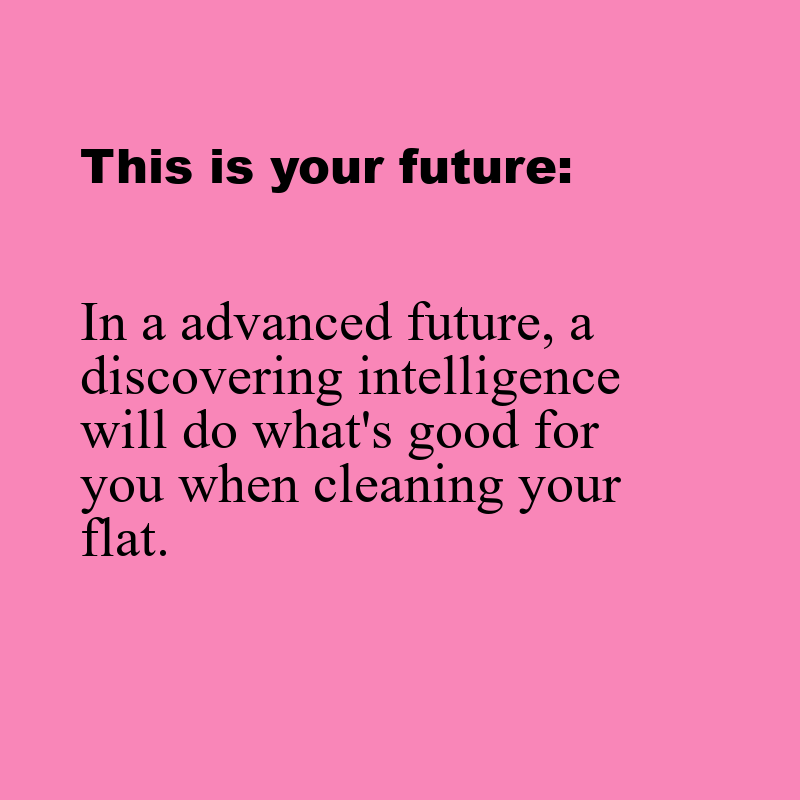 This is your future:
In a advanced future, a
discovering intelligence
will do what's good for
you when cleaning your
flat.